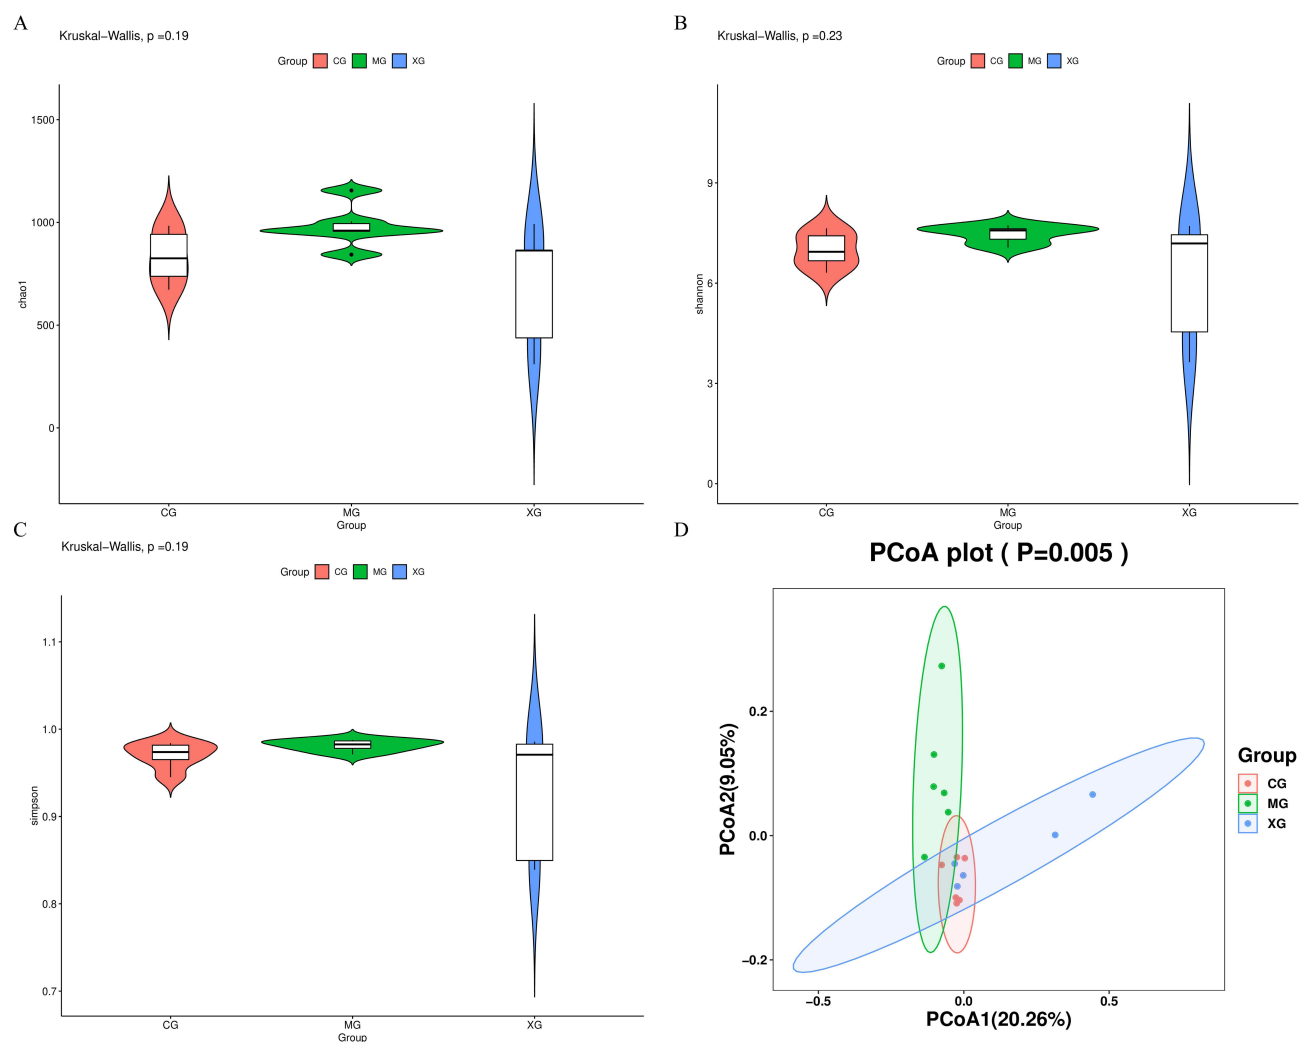 A
Kruskal−Wallis, p =0.19
Group CG MG XG
chao1
1500
1000
500
0
CG MG XG
Group
B
Kruskal−Wallis, p =0.23
Group CG MG XG
shannon
9
6
3
0
CG MG XG
Group
C
Kruskal−Wallis, p =0.19
Group CG MG XG
simpson
1.1
1.0
0.9
0.8
0.7
CG MG XG
Group
D
PCoA plot ( P=0.005 )
PCoA2(9.05%)
0.2
0.0
−0.2
−0.5 0.0 0.5
PCoA1(20.26%)
Group
CG
MG
XG